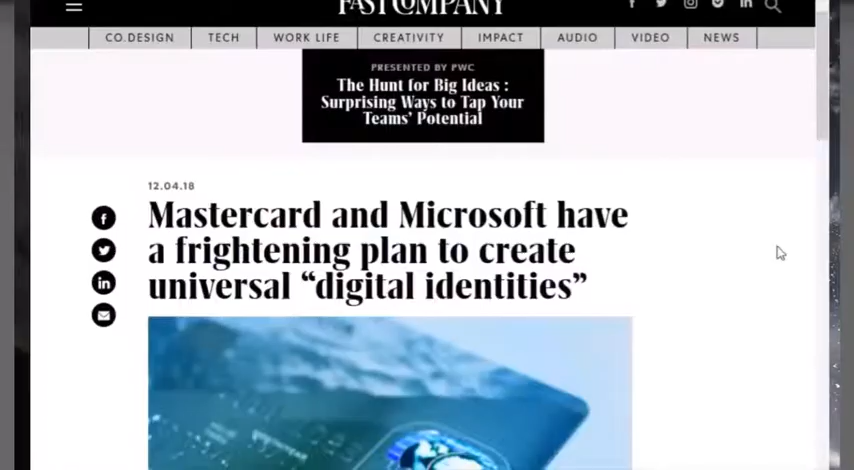 FAST COMPANY
CO.DESIGN
TECH
WORK LIFE
CREATIVITY
IMPACT
AUDIO
VIDEO
NEWS
PRESENTED BY PWC
The Hunt for Big Ideas :
Surprising Ways to Tap Your
Teams' Potential
12.04.18
Mastercard and Microsoft have
a frightening plan to create
universal “digital identities”